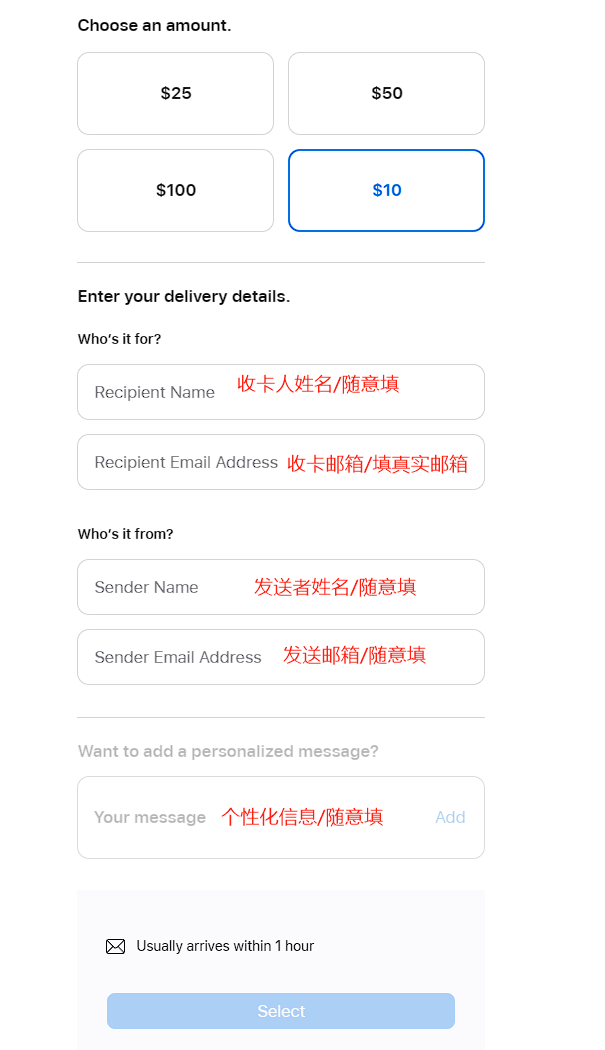 Choose an amount.
$25
$50
$100
$10
Enter your delivery details.
Who's it for?
Recipient Name 收卡人姓名/随意填
Recipient Email Address 收卡邮箱/填真实邮箱
Who's it from?
Sender Name 发送者姓名/随意填
Sender Email Address 发送邮箱/随意填
Want to add a personalized message?
Your message 个性化信息/随意填 Add
Usually arrives within 1 hour
Select